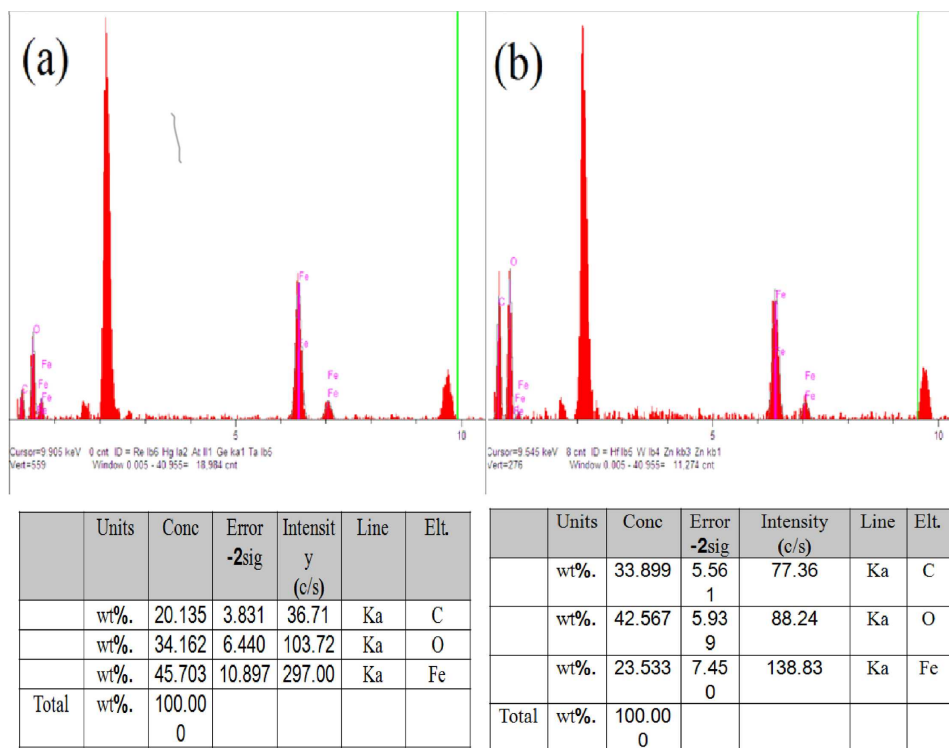 (a)
O
C
Fe
Fe
Fe
Fe
Fe
Fe
5
10
Cursor=9.905 keV 0 cnt ID = Re lb6 Hg la2 At ll1 Ge ka1 Ta lb5
Vert=559 Window 0.005 - 40.955= 18,984 cnt
(b)
O
C
Fe
Fe
Fe
Fe
Fe
5
10
Cursor=9.545 keV 8 cnt ID = Hf lb5 W lb4 Zn kb3 Zn kb1
Vert=276 Window 0.005 - 40.955= 11,274 cnt
Units Conc Error Intensit Line Elt.
-2sig y
(c/s)
wt%. 20.135 3.831 36.71 Ka C
wt%. 34.162 6.440 103.72 Ka O
wt%. 45.703 10.897 297.00 Ka Fe
Total wt%. 100.00
0
Units Conc Error Intensity Line Elt.
-2sig (c/s)
wt%. 33.899 5.56 77.36 Ka C
1
wt%. 42.567 5.93 88.24 Ka O
9
wt%. 23.533 7.45 138.83 Ka Fe
0
Total wt%. 100.00
0